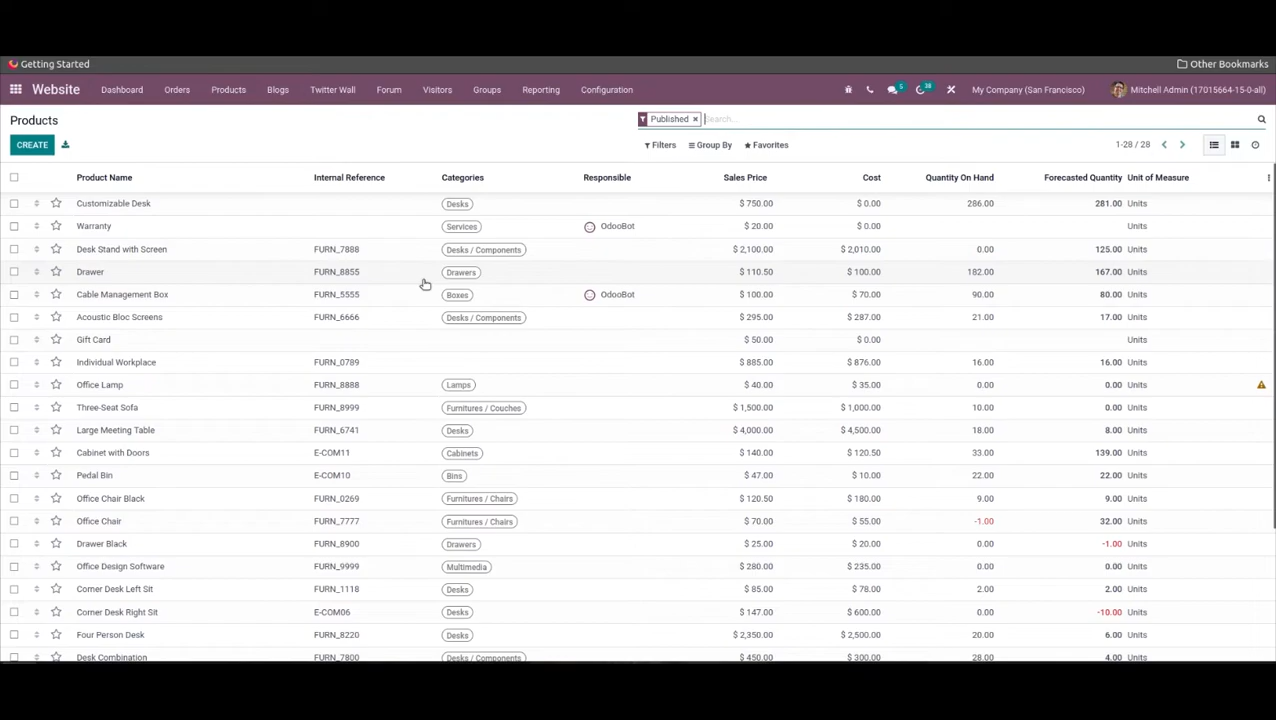 Getting Started Other Bookmarks
Website Dashboard Orders Products Blogs Twitter Wall Forum Visitors Groups Reporting Configuration 5 38 My Company (San Francisco) Mitchell Admin (17015664-15-0-all)
Products Published × Search...
CREATE Filters Group By Favorites 1-28 / 28
Product Name Internal Reference Categories Responsible Sales Price Cost Quantity On Hand Forecasted Quantity Unit of Measure
Customizable Desk Desks $ 750.00 $ 0.00 286.00 281.00 Units
Warranty Services OdooBot $ 20.00 $ 0.00 Units
Desk Stand with Screen FURN_7888 Desks / Components $ 2,100.00 $ 2,010.00 0.00 125.00 Units
Drawer FURN_8855 Drawers $ 110.50 $ 100.00 182.00 167.00 Units
Cable Management Box FURN_5555 Boxes OdooBot $ 100.00 $ 70.00 90.00 80.00 Units
Acoustic Bloc Screens FURN_6666 Desks / Components $ 295.00 $ 287.00 21.00 17.00 Units
Gift Card $ 50.00 $ 0.00 Units
Individual Workplace FURN_0789 $ 885.00 $ 876.00 16.00 16.00 Units
Office Lamp FURN_8888 Lamps $ 40.00 $ 35.00 0.00 0.00 Units
Three-Seat Sofa FURN_8999 Furnitures / Couches $ 1,500.00 $ 1,000.00 10.00 0.00 Units
Large Meeting Table FURN_6741 Desks $ 4,000.00 $ 4,500.00 18.00 8.00 Units
Cabinet with Doors E-COM11 Cabinets $ 140.00 $ 120.50 33.00 139.00 Units
Pedal Bin E-COM10 Bins $ 47.00 $ 10.00 22.00 22.00 Units
Office Chair Black FURN_0269 Furnitures / Chairs $ 120.50 $ 180.00 9.00 9.00 Units
Office Chair FURN_7777 Furnitures / Chairs $ 70.00 $ 55.00 -1.00 32.00 Units
Drawer Black FURN_8900 Drawers $ 25.00 $ 20.00 0.00 -1.00 Units
Office Design Software FURN_9999 Multimedia $ 280.00 $ 235.00 0.00 0.00 Units
Corner Desk Left Sit FURN_1118 Desks $ 85.00 $ 78.00 2.00 2.00 Units
Corner Desk Right Sit E-COM06 Desks $ 147.00 $ 600.00 0.00 -10.00 Units
Four Person Desk FURN_8220 Desks $ 2,350.00 $ 2,500.00 20.00 6.00 Units
Desk Combination FURN_7800 Desks / Components $ 450.00 $ 300.00 28.00 4.00 Units